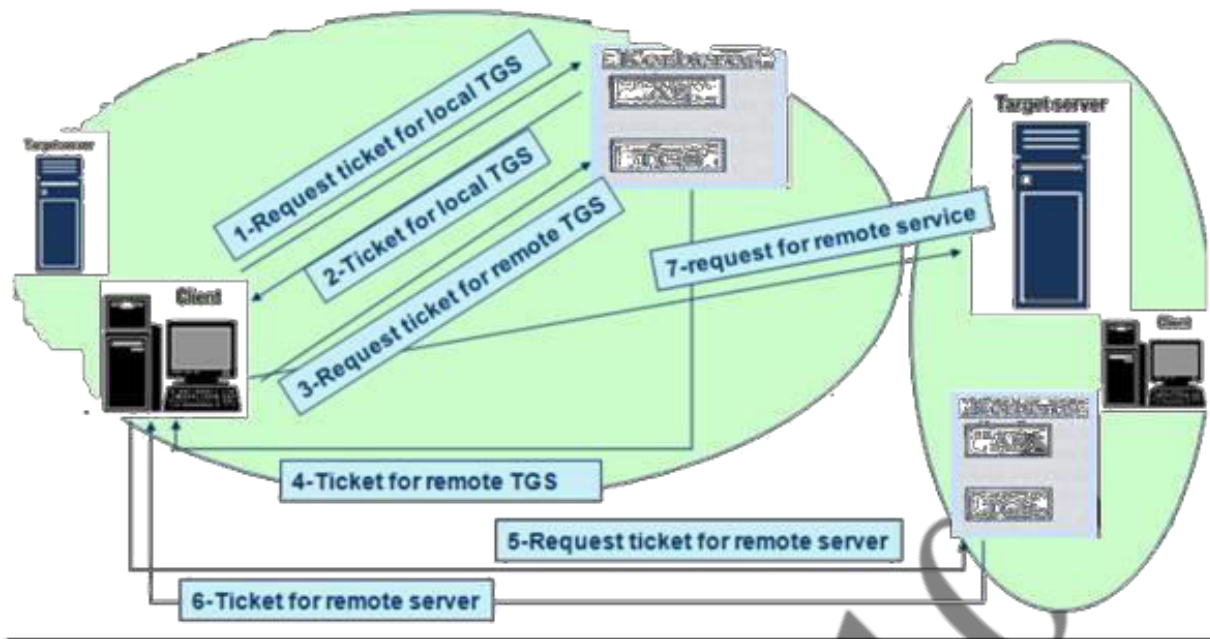 1-Request ticket for local TGS
2-Ticket for local TGS
3-Request ticket for remote TGS
7-request for remote service
Target server
Target server
Client
Client
4-Ticket for remote TGS
5-Request ticket for remote server
6-Ticket for remote server